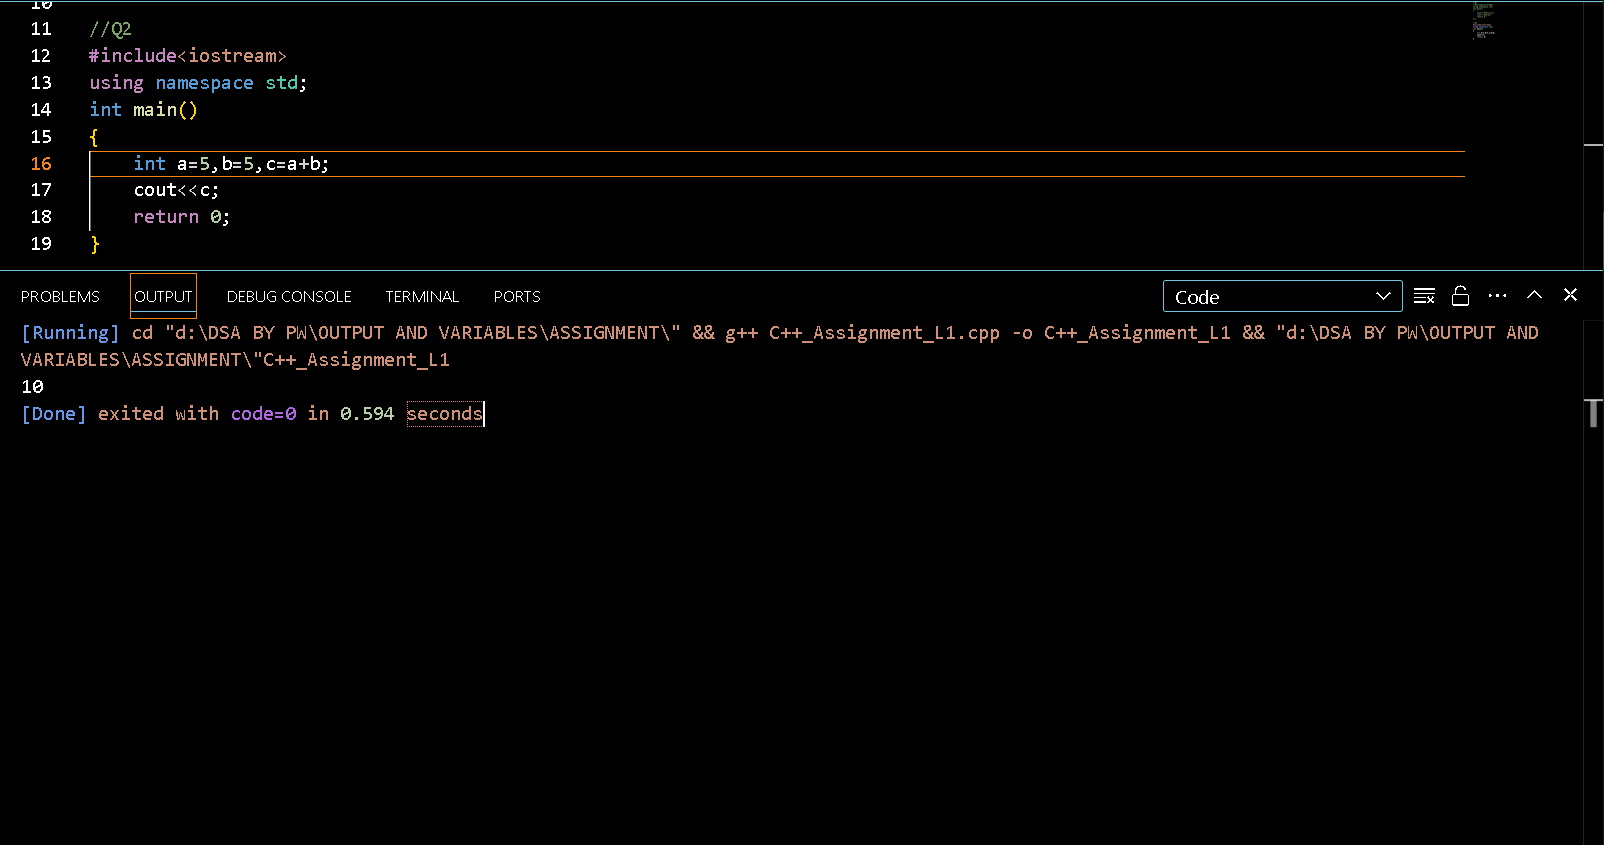 10
11 //Q2
12 #include<iostream>
13 using namespace std;
14 int main()
15 {
16 int a=5,b=5,c=a+b;
17 cout<<c;
18 return 0;
19 }
PROBLEMS OUTPUT DEBUG CONSOLE TERMINAL PORTS Code
[Running] cd "d:\DSA BY PW\OUTPUT AND VARIABLES\ASSIGNMENT\" && g++ C++_Assignment_L1.cpp -o C++_Assignment_L1 && "d:\DSA BY PW\OUTPUT AND
VARIABLES\ASSIGNMENT\"C++_Assignment_L1
10
[Done] exited with code=0 in 0.594 seconds